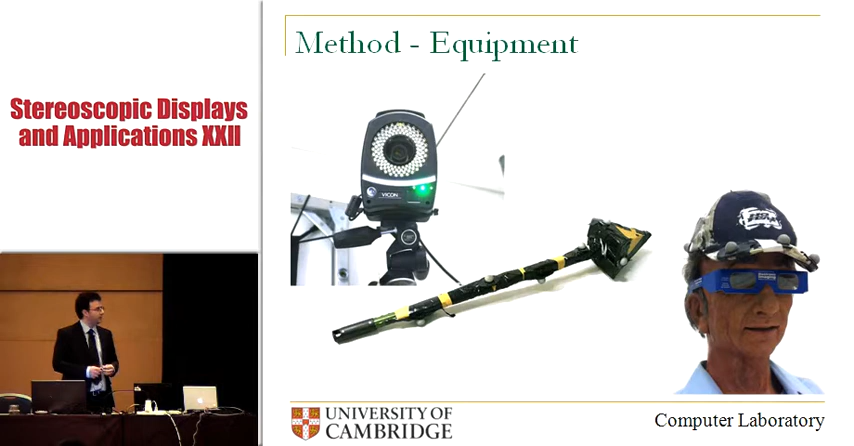 Stereoscopic Displays
and Applications XXII
Method - Equipment
VICON
UNIVERSITY OF
CAMBRIDGE
Computer Laboratory